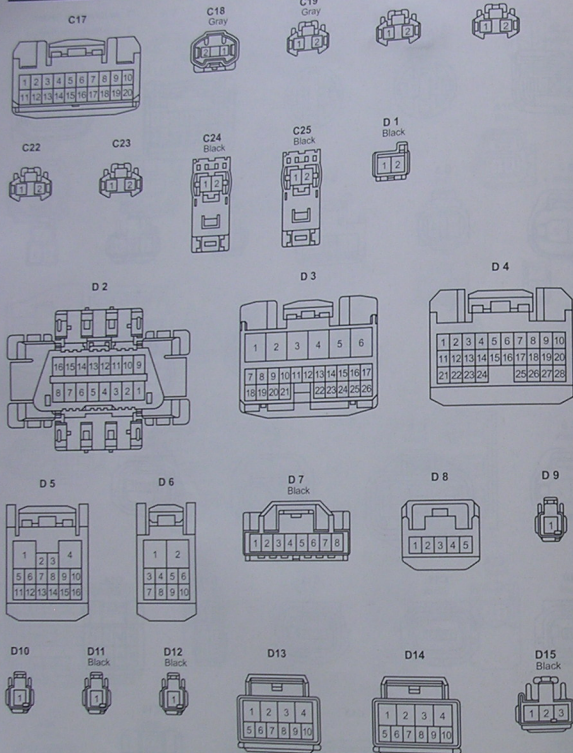 C17
C18
Gray
C19
Gray
1 2 3 4 5 6 7 8 9 10
11 12 13 14 15 16 17 18 19 20
2 1
1 2
1 2
1 2
C22
C23
C24
Black
C25
Black
D 1
Black
1 2
1 2
1 2
1 2
1 2
D 2
D 3
D 4
16 15 14 13 12 11 10 9
8 7 6 5 4 3 2 1
1 2 3 4 5 6
7 8 9 10 11 12 13 14 15 16 17
18 19 20 21 22 23 24 25 26
1 2 3 4 5 6 7 8 9 10
11 12 13 14 15 16 17 18 19 20
21 22 23 24 25 26 27 28
D 5
D 6
D 7
Black
D 8
D 9
1 2 3 4
5 6 7 8 9 10
11 12 13 14 15 16
1 2
3 4 5 6
7 8 9 10
1 2 3 4 5 6 7 8
1 2 3 4 5
1
D10
D11
Black
D12
Black
D13
D14
D15
Black
1
1
1
1 2 3 4
5 6 7 8 9 10
1 2 3 4
5 6 7 8 9 10
1 2 3